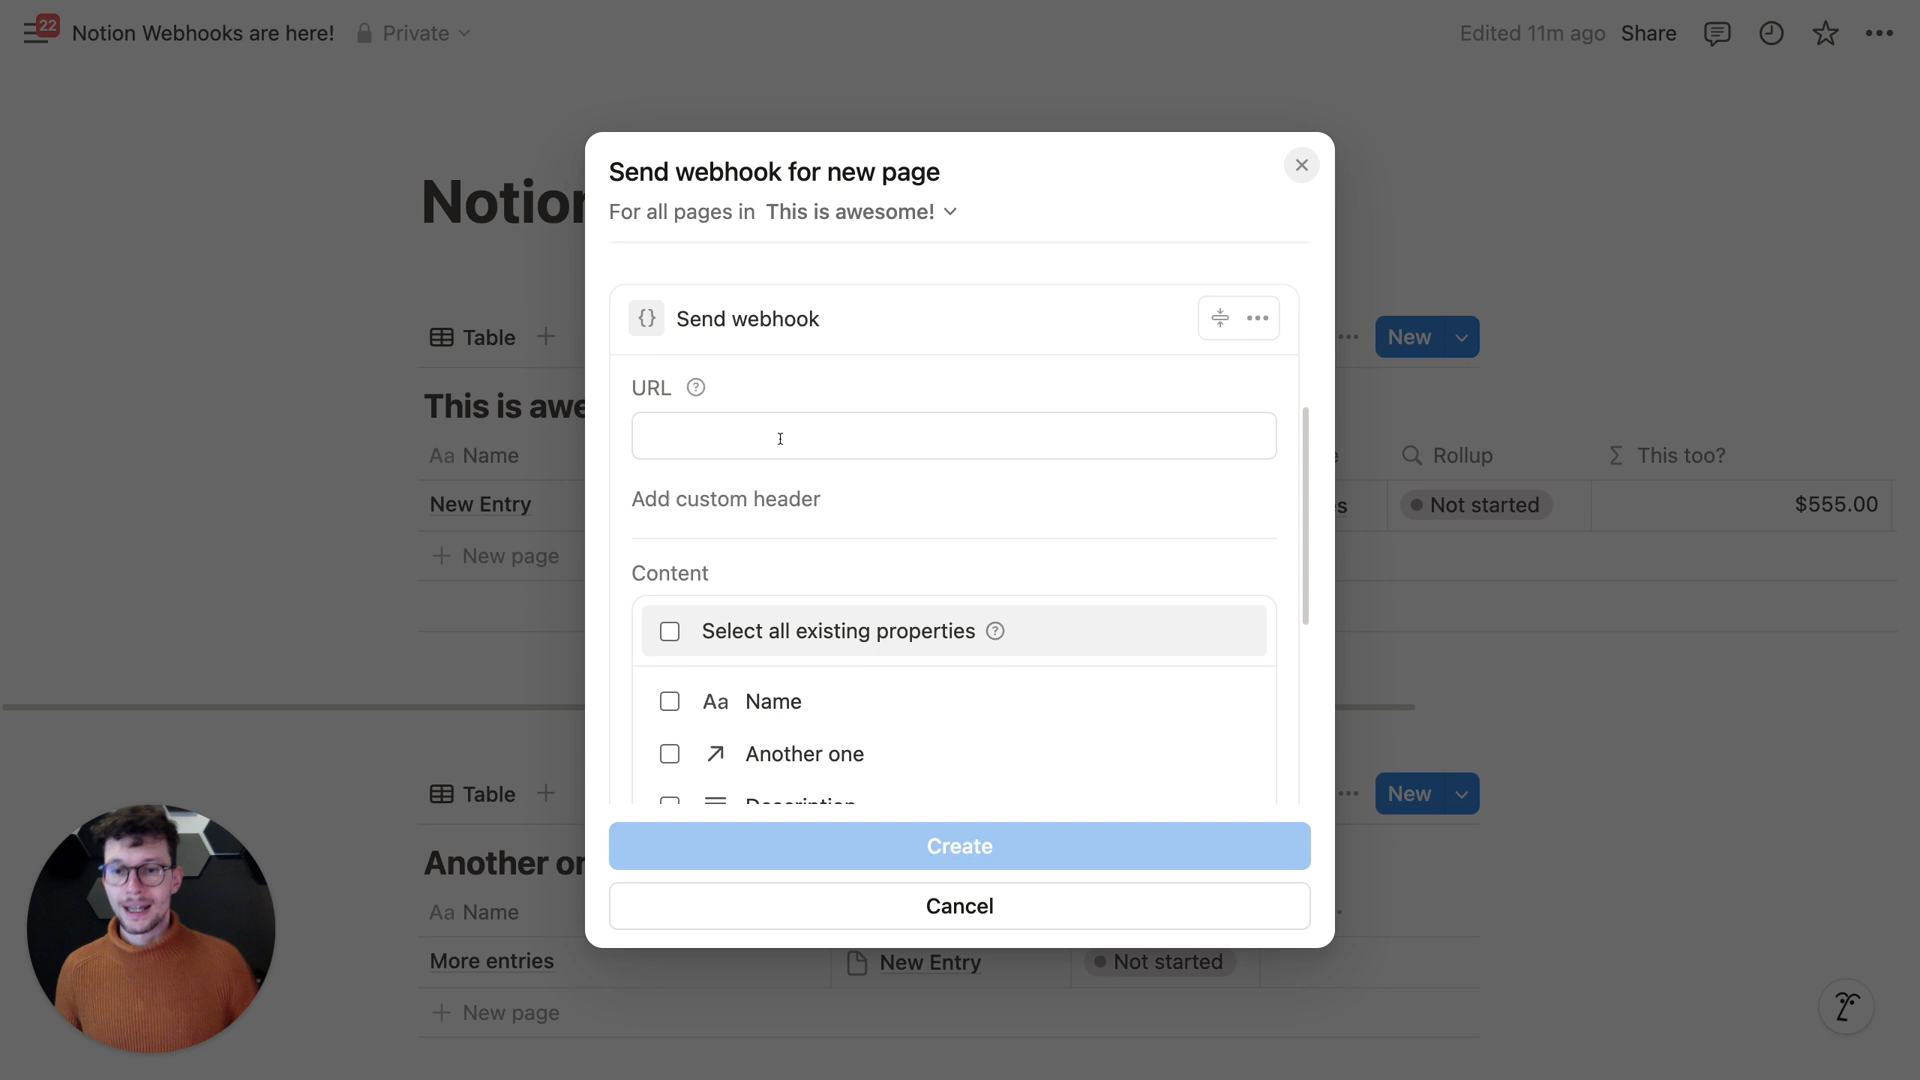 22
Notion Webhooks are here!
Private
Edited 11m ago
Share
Notion
Table
New
This is awe
Aa Name
Rollup
Σ This too?
New Entry
s
Not started
$555.00
+ New page
Send webhook for new page
For all pages in This is awesome!
{} Send webhook
URL ?
Add custom header
Content
Select all existing properties ?
Aa Name
Another one
Description
Create
Cancel
Table
New
Another on
Aa Name
More entries
New Entry
Not started
+ New page